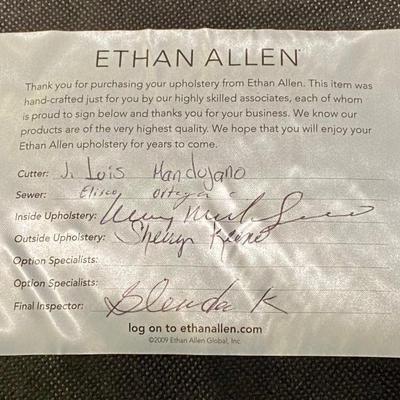 ETHAN ALLEN®
Thank you for purchasing your upholstery from Ethan Allen. This item was
hand-crafted just for you by our highly skilled associates, each of whom
is proud to sign below and thanks you for your business. We know our
products are of the very highest quality. We hope that you will enjoy your
Ethan Allen upholstery for years to come.
Cutter: J. Luis Mandujano
Sewer: Eliseo Ortega
Inside Upholstery:
Outside Upholstery: Sherryn Keene
Option Specialists:
Option Specialists:
Final Inspector: Glenda K
log on to ethanallen.com
©2009 Ethan Allen Global, Inc.